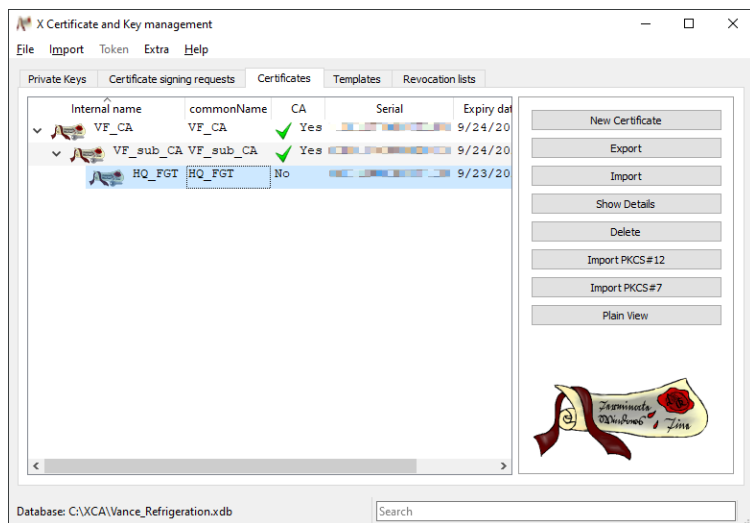 X Certificate and Key management
File Import Token Extra Help
Private Keys Certificate signing requests Certificates Templates Revocation lists
Internal name commonName CA Serial Expiry dat
VF_CA VF_CA Yes 9/24/20
VF_sub_CA VF_sub_CA Yes 9/24/20
HQ_FGT HQ_FGT No 9/23/20
New Certificate
Export
Import
Show Details
Delete
Import PKCS#12
Import PKCS#7
Plain View
Database: C:\XCA\Vance_Refrigeration.xdb Search